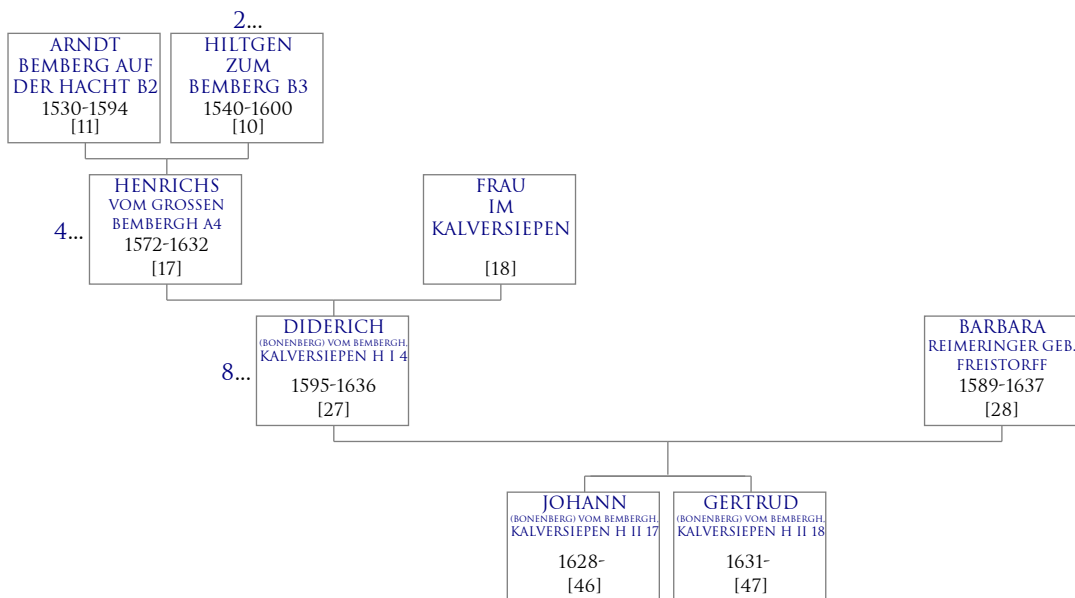 2...
ARNDT
BEMBERG AUF
DER HACHT B2
1530-1594
[11]
HILTGEN
ZUM
BEMBERG B3
1540-1600
[10]
4...
HENRICHS
VOM GROSSEN
BEMBERGH A4
1572-1632
[17]
FRAU
IM
KALVERSIEPEN
[18]
8...
DIDERICH
(BONENBERG) VOM BEMBERGH,
KALVERSIEPEN H I 4
1595-1636
[27]
BARBARA
REIMERINGER GEB.
FREISTORFF
1589-1637
[28]
JOHANN
(BONENBERG) VOM BEMBERGH,
KALVERSIEPEN H II 17
1628-
[46]
GERTRUD
(BONENBERG) VOM BEMBERGH,
KALVERSIEPEN H II 18
1631-
[47]